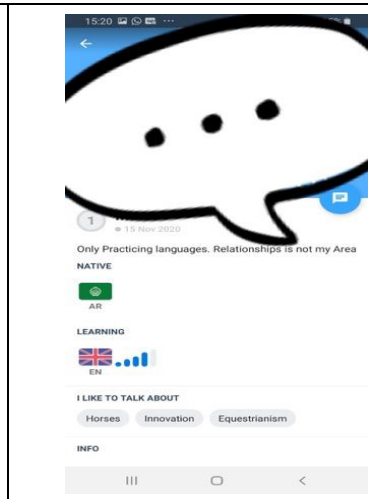 15:20
1
15 Nov 2020
Only Practicing languages. Relationships is not my Area
NATIVE
AR
LEARNING
EN
I LIKE TO TALK ABOUT
Horses Innovation Equestrianism
INFO